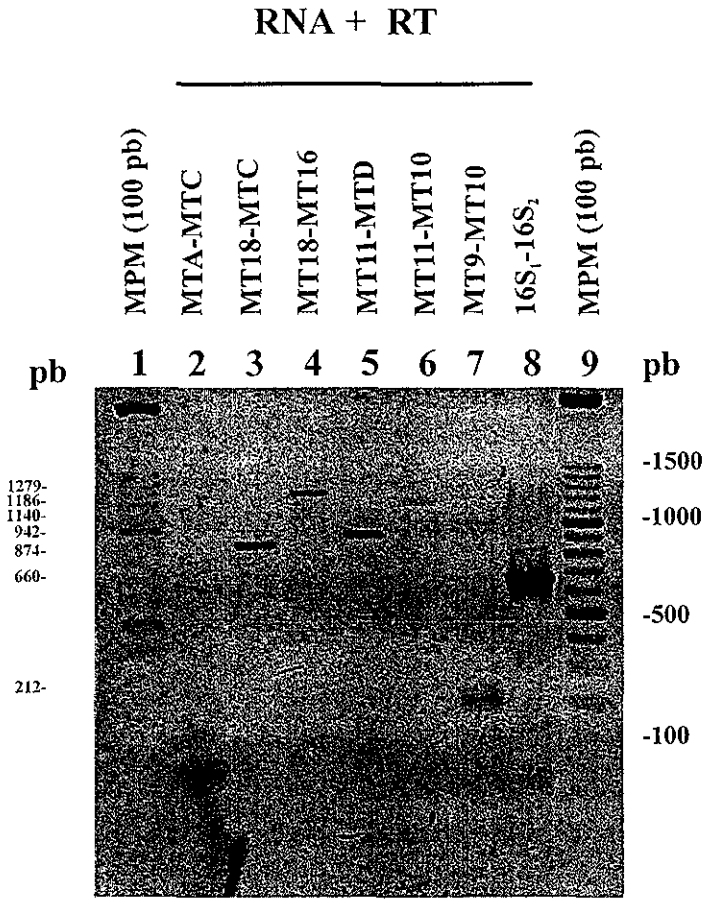 RNA + RT
MPM (100 pb)
MTA-MTC
MT18-MTC
MT18-MT16
MT11-MTD
MT11-MT10
MT9-MT10
16S₁-16S₂
MPM (100 pb)
pb 1 2 3 4 5 6 7 8 9 pb
1279-
1186-
1140-
942-
874-
660-
212-
-1500
-1000
-500
-100